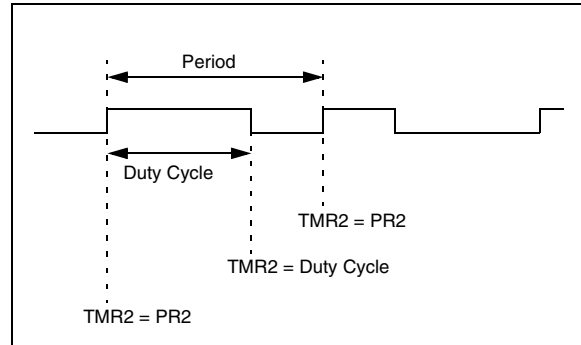 Period
Duty Cycle
TMR2 = PR2
TMR2 = Duty Cycle
TMR2 = PR2